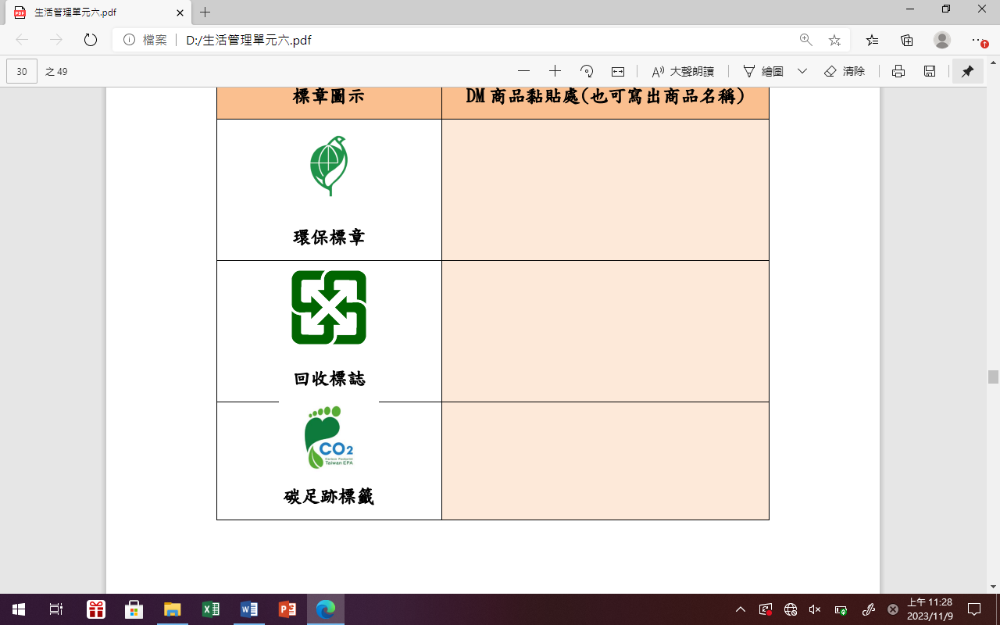 生活管理單元六.pdf
檔案
D:/生活管理單元六.pdf
30
之 49
大聲朗讀
繪圖
清除
標章圖示
DM 商品黏貼處(也可寫出商品名稱)
環保標章
回收標誌
CO2
Carbon Footprint
Taiwan EPA
碳足跡標籤
上午 11:28
2023/11/9